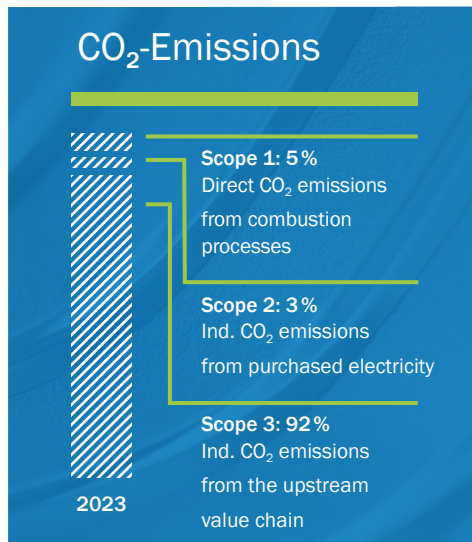 CO₂-Emissions
Scope 1: 5 %
Direct CO₂ emissions
from combustion
processes
Scope 2: 3 %
Ind. CO₂ emissions
from purchased electricity
Scope 3: 92 %
Ind. CO₂ emissions
from the upstream
value chain
2023